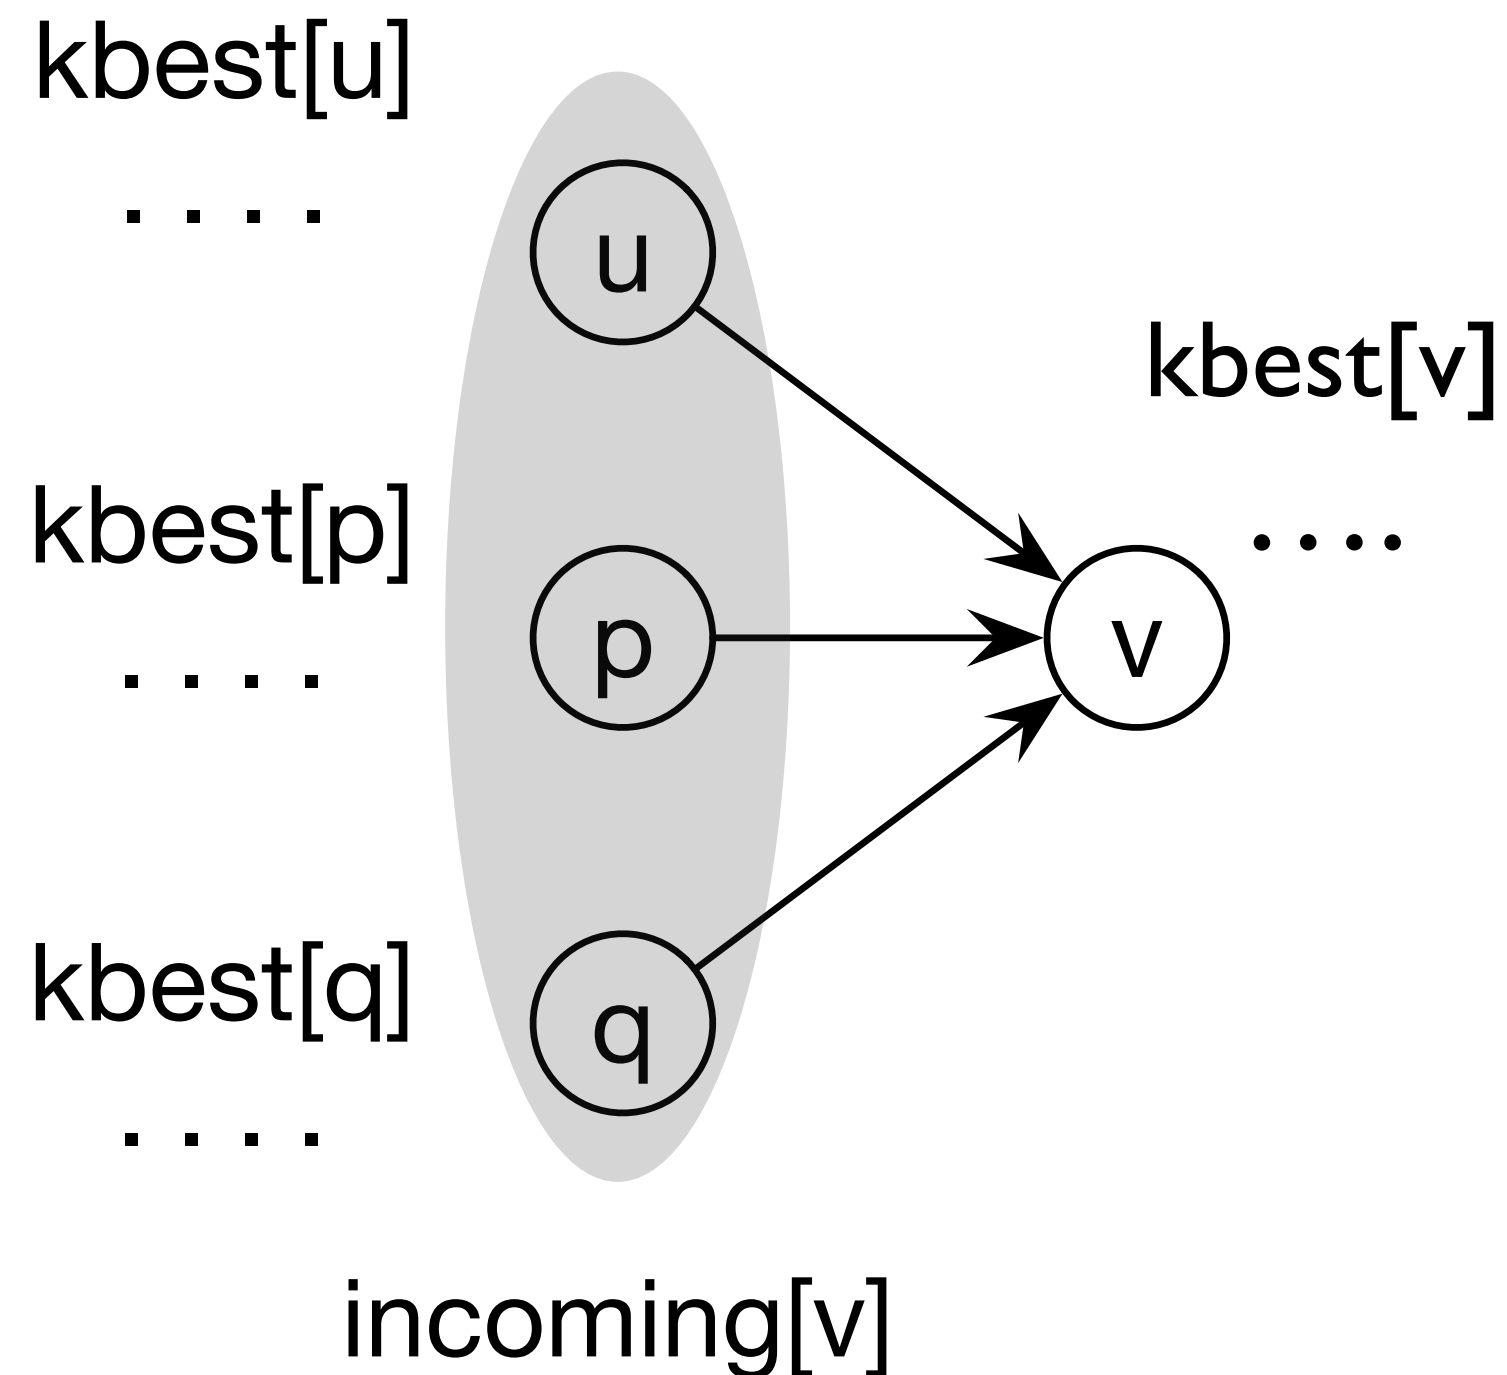 kbest[u]
. . . .
u
kbest[v]
kbest[p]
. . . .
p
v
. . . .
kbest[q]
. . . .
q
incoming[v]